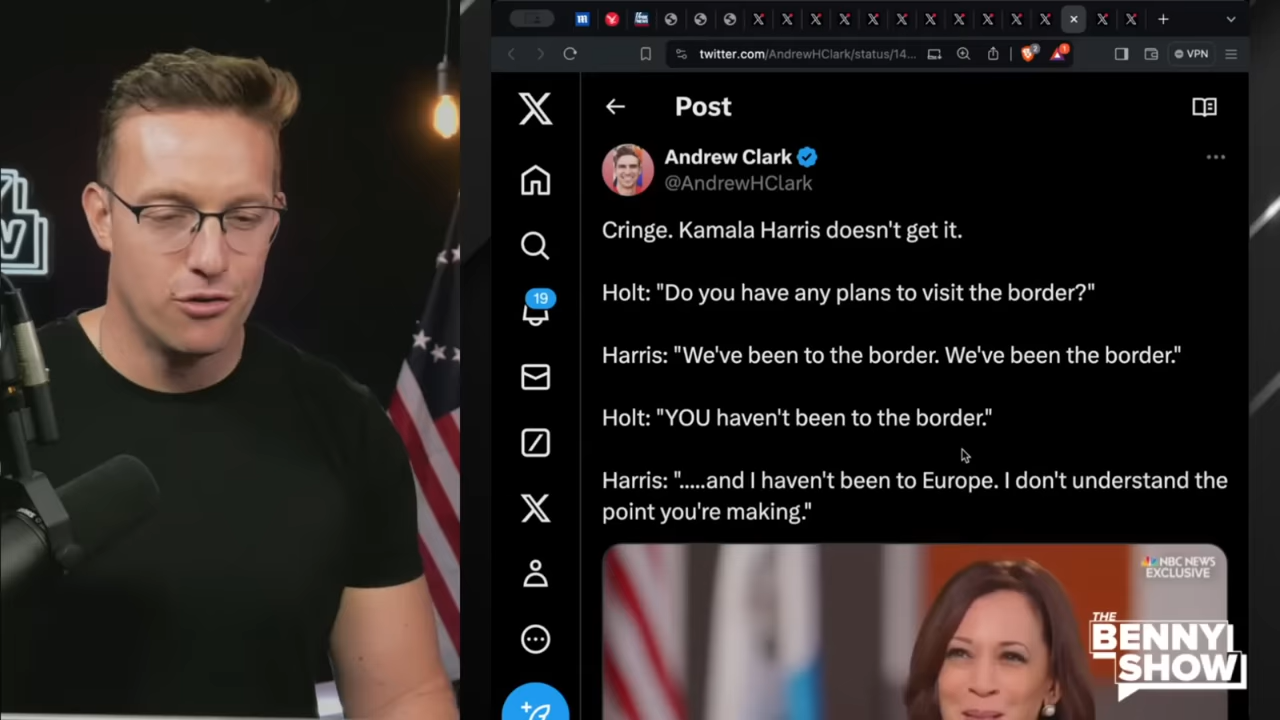 twitter.com/AndrewHClark/status/14...
2
1
VPN
Post
Andrew Clark
@AndrewHClark
Cringe. Kamala Harris doesn't get it.
Holt: "Do you have any plans to visit the border?"
19
Harris: "We've been to the border. We've been the border."
Holt: "YOU haven't been to the border."
Harris: ".....and I haven't been to Europe. I don't understand the
point you're making."
NBC NEWS
EXCLUSIVE
THE
BENNY
SHOW